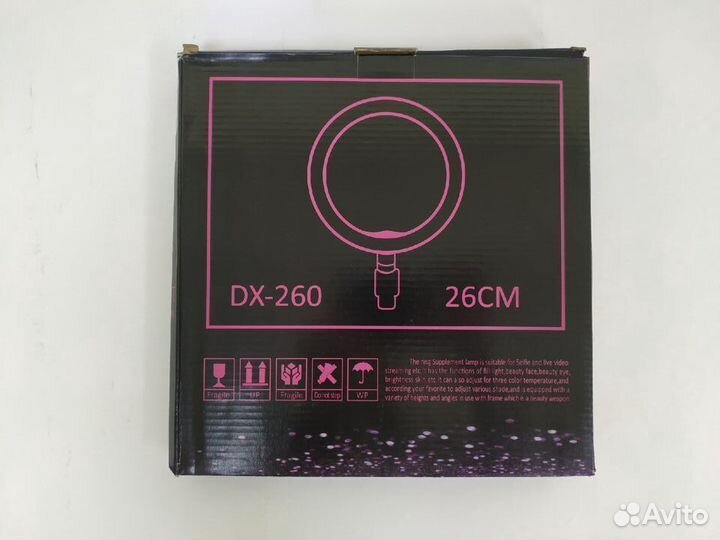 DX-260
26CM
The ring Supplement lamp is suitable for Selfie and live video
streaming etc. It has the functions of fill light,beauty face,beauty eye,
brightness skin etc. It can also adjust for three color temperature,and
according your favorite to adjust various shade,and is equipped with a
variety of heights and angles in use with frame which is a beauty weapon
Fragile
UP
Fragile
Do not step
WP
Avito